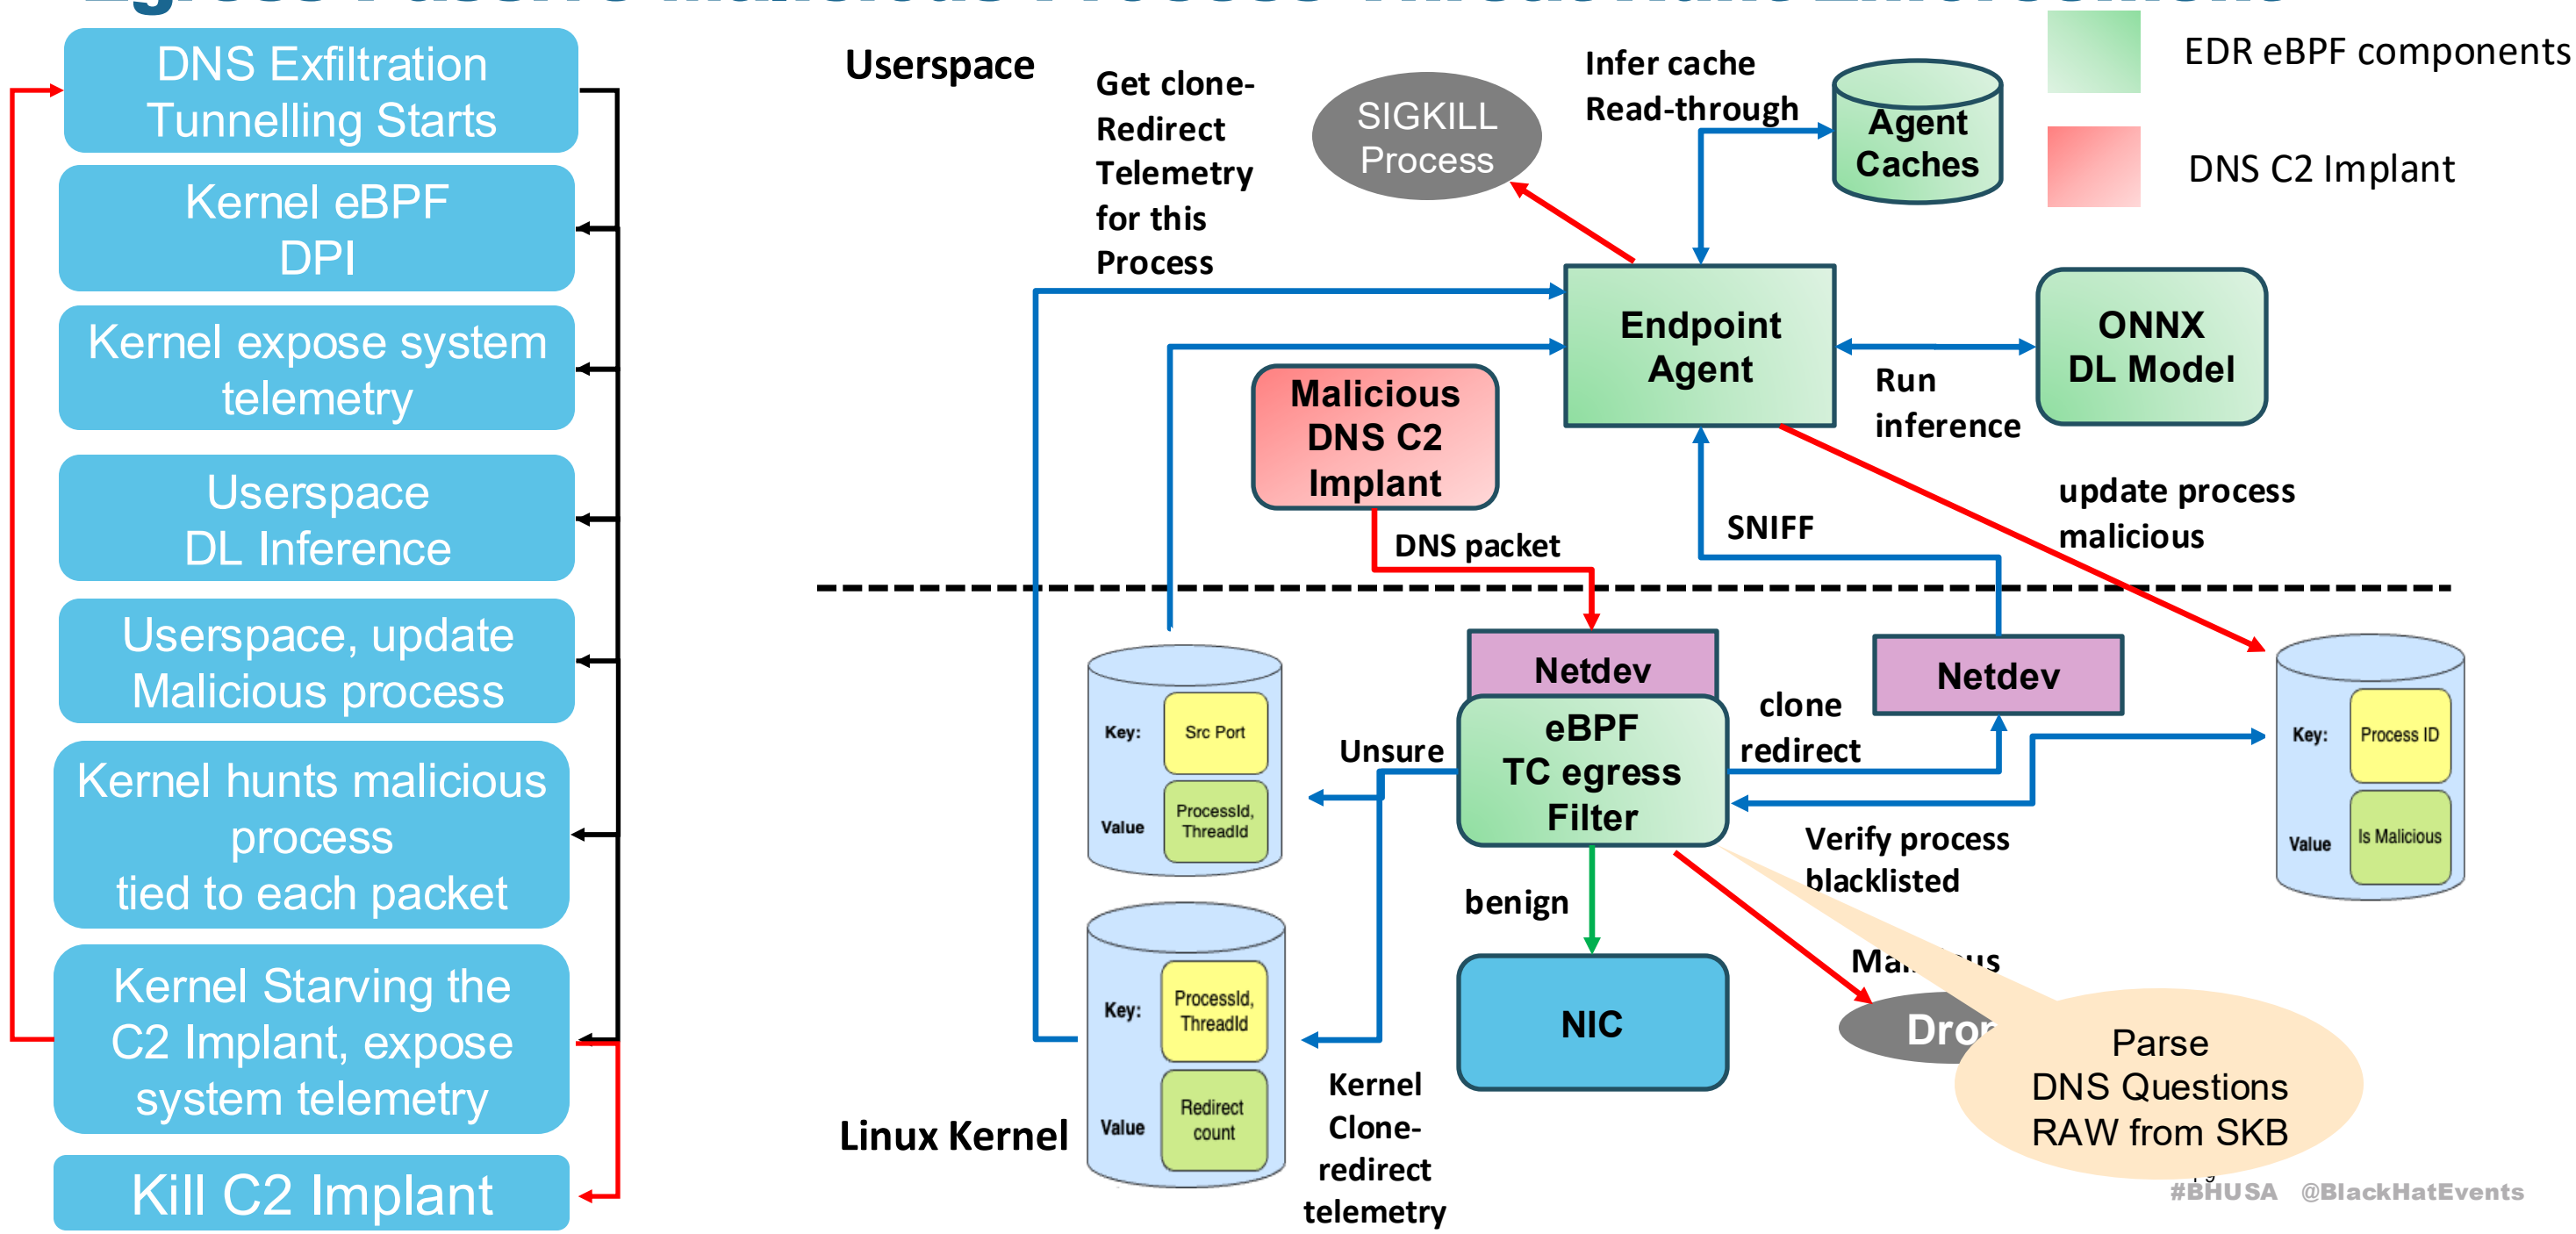 DNS Exfiltration
Tunnelling Starts
Kernel eBPF
DPI
Kernel expose system
telemetry
Userspace
DL Inference
Userspace, update
Malicious process
Kernel hunts malicious
process
tied to each packet
Kernel Starving the
C2 Implant, expose
system telemetry
Kill C2 Implant
Userspace
Get clone-
Redirect
Telemetry
for this
Process
SIGKILL
Process
Infer cache
Read-through
Agent
Caches
EDR eBPF components
DNS C2 Implant
Endpoint
Agent
ONNX
DL Model
Run
inference
Malicious
DNS C2
Implant
DNS packet
SNIFF
update process
malicious
Netdev
eBPF
TC egress
Filter
clone
redirect
Netdev
Unsure
Key:
Src Port
Value
ProcessId,
ThreadId
Key:
Process ID
Value
Is Malicious
Verify process
blacklisted
benign
NIC
Key:
ProcessId,
ThreadId
Value
Redirect
count
Linux Kernel
Kernel
Clone-
redirect
telemetry
Parse
DNS Questions
RAW from SKB
#BHUSA @BlackHatEvents